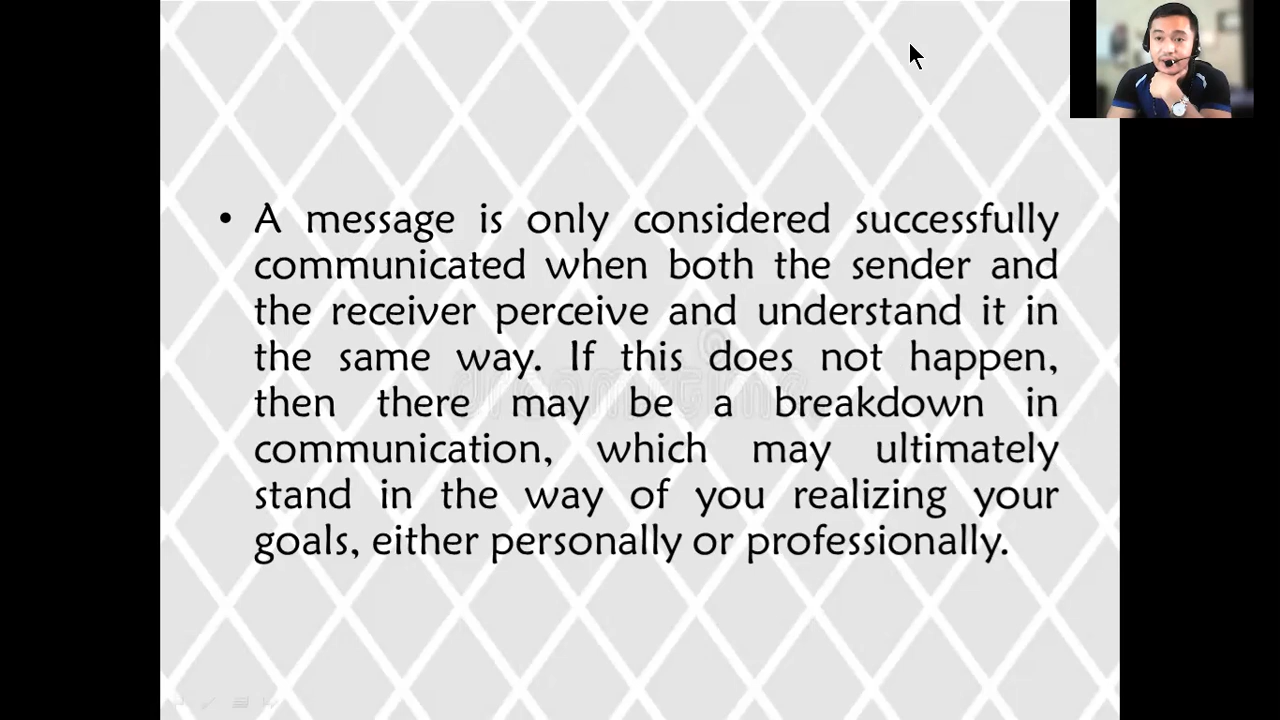 • A message is only considered successfully
communicated when both the sender and
the receiver perceive and understand it in
the same way. If this does not happen,
then there may be a breakdown in
communication, which may ultimately
stand in the way of you realizing your
goals, either personally or professionally.
dreamstime